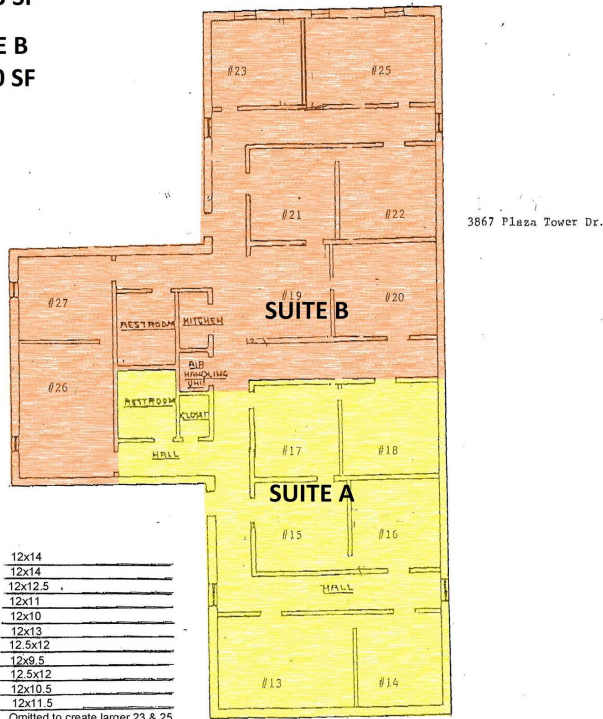 SF
E B
0 SF
#23
#25
#21
#22
3867 Plaza Tower Dr.
#19
#20
SUITE B
#27
RESTROOM
KITCHEN
AIR
HANDLING
UNIT
#26
RESTROOM
CLOSET
HALL
#17
#18
SUITE A
#15
#16
HALL
#13
#14
12x14
12x14
12x12.5
12x11
12x10
12x13
12.5x12
12x9.5
12.5x12
12x10.5
12x11.5
Omitted to create larger 23 & 25